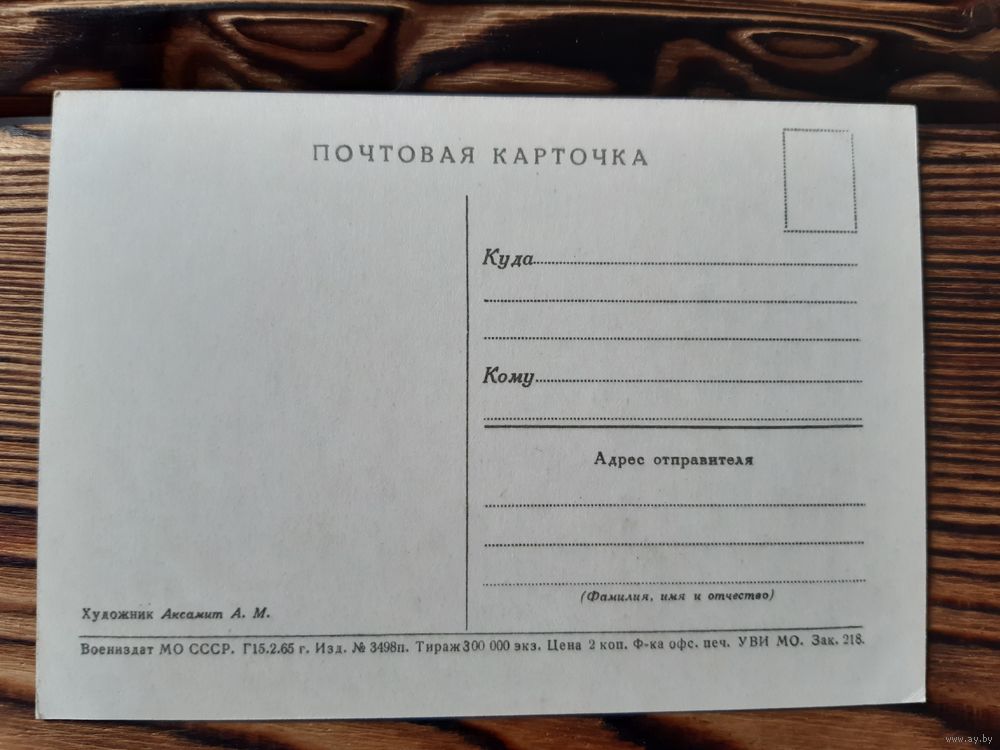 ПОЧТОВАЯ КАРТОЧКА
Куда
Кому
Адрес отправителя
(Фамилия, имя и отчество)
Художник Аксамит А. М.
Воениздат МО СССР. Г15.2.65 г. Изд. № 3498п. Тираж 300 000 экз. Цена 2 коп. Ф-ка офс. печ. УВИ МО. Зак. 218.
www.ay.by